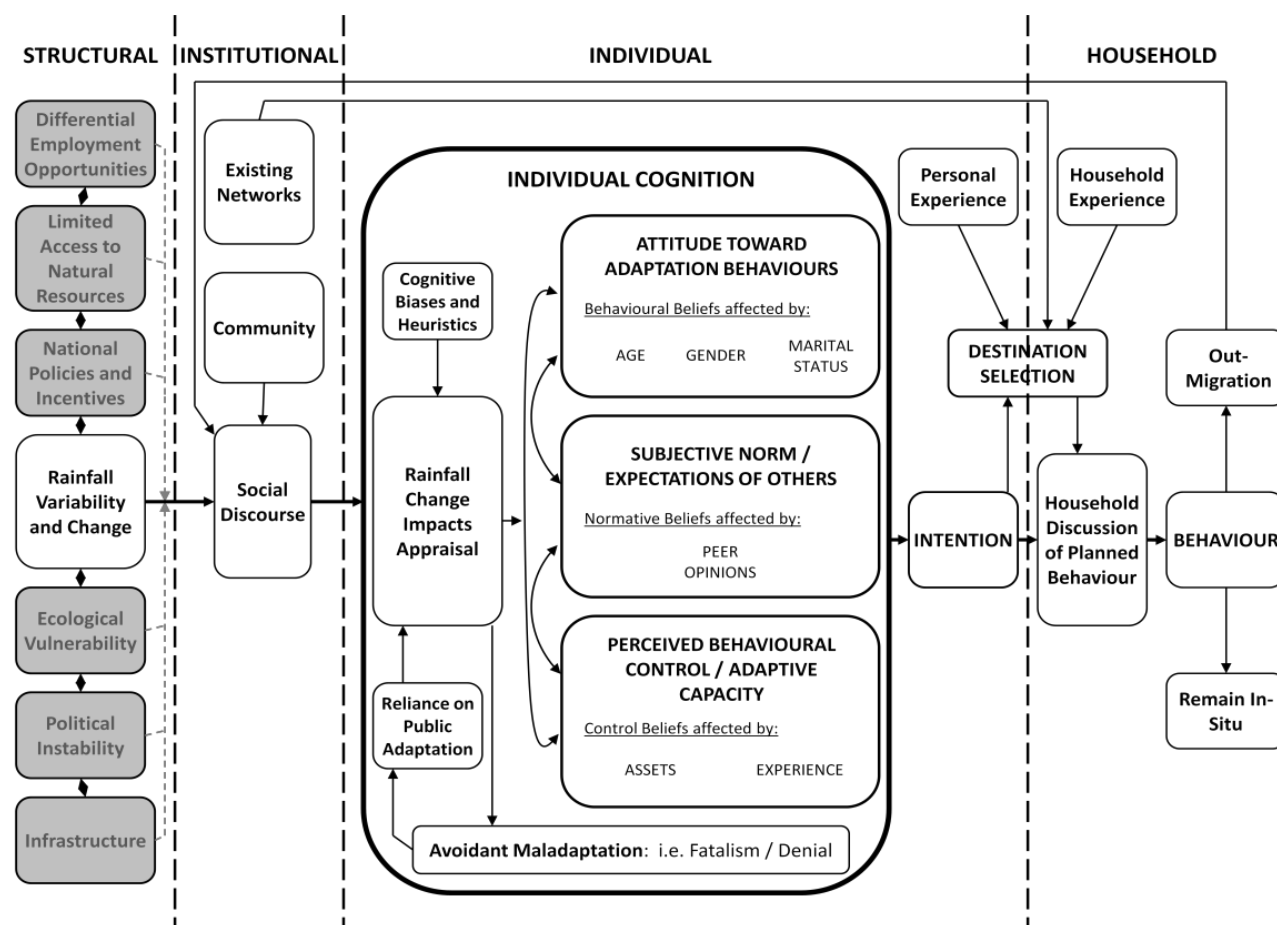 STRUCTURAL
INSTITUTIONAL
INDIVIDUAL
HOUSEHOLD
Differential
Employment
Opportunities
Limited
Access to
Natural
Resources
National
Policies and
Incentives
Rainfall
Variability
and Change
Ecological
Vulnerability
Political
Instability
Infrastructure
Existing
Networks
Community
Social
Discourse
INDIVIDUAL COGNITION
Cognitive
Biases and
Heuristics
Rainfall
Change
Impacts
Appraisal
Reliance on
Public
Adaptation
ATTITUDE TOWARD
ADAPTATION BEHAVIOURS
Behavioural Beliefs affected by:
AGE GENDER MARITAL
STATUS
SUBJECTIVE NORM /
EXPECTATIONS OF OTHERS
Normative Beliefs affected by:
PEER
OPINIONS
PERCEIVED BEHAVIOURAL
CONTROL / ADAPTIVE
CAPACITY
Control Beliefs affected by:
ASSETS EXPERIENCE
Avoidant Maladaptation: i.e. Fatalism / Denial
Personal
Experience
Household
Experience
DESTINATION
SELECTION
INTENTION
Household
Discussion
of Planned
Behaviour
Out-
Migration
BEHAVIOUR
Remain In-
Situ